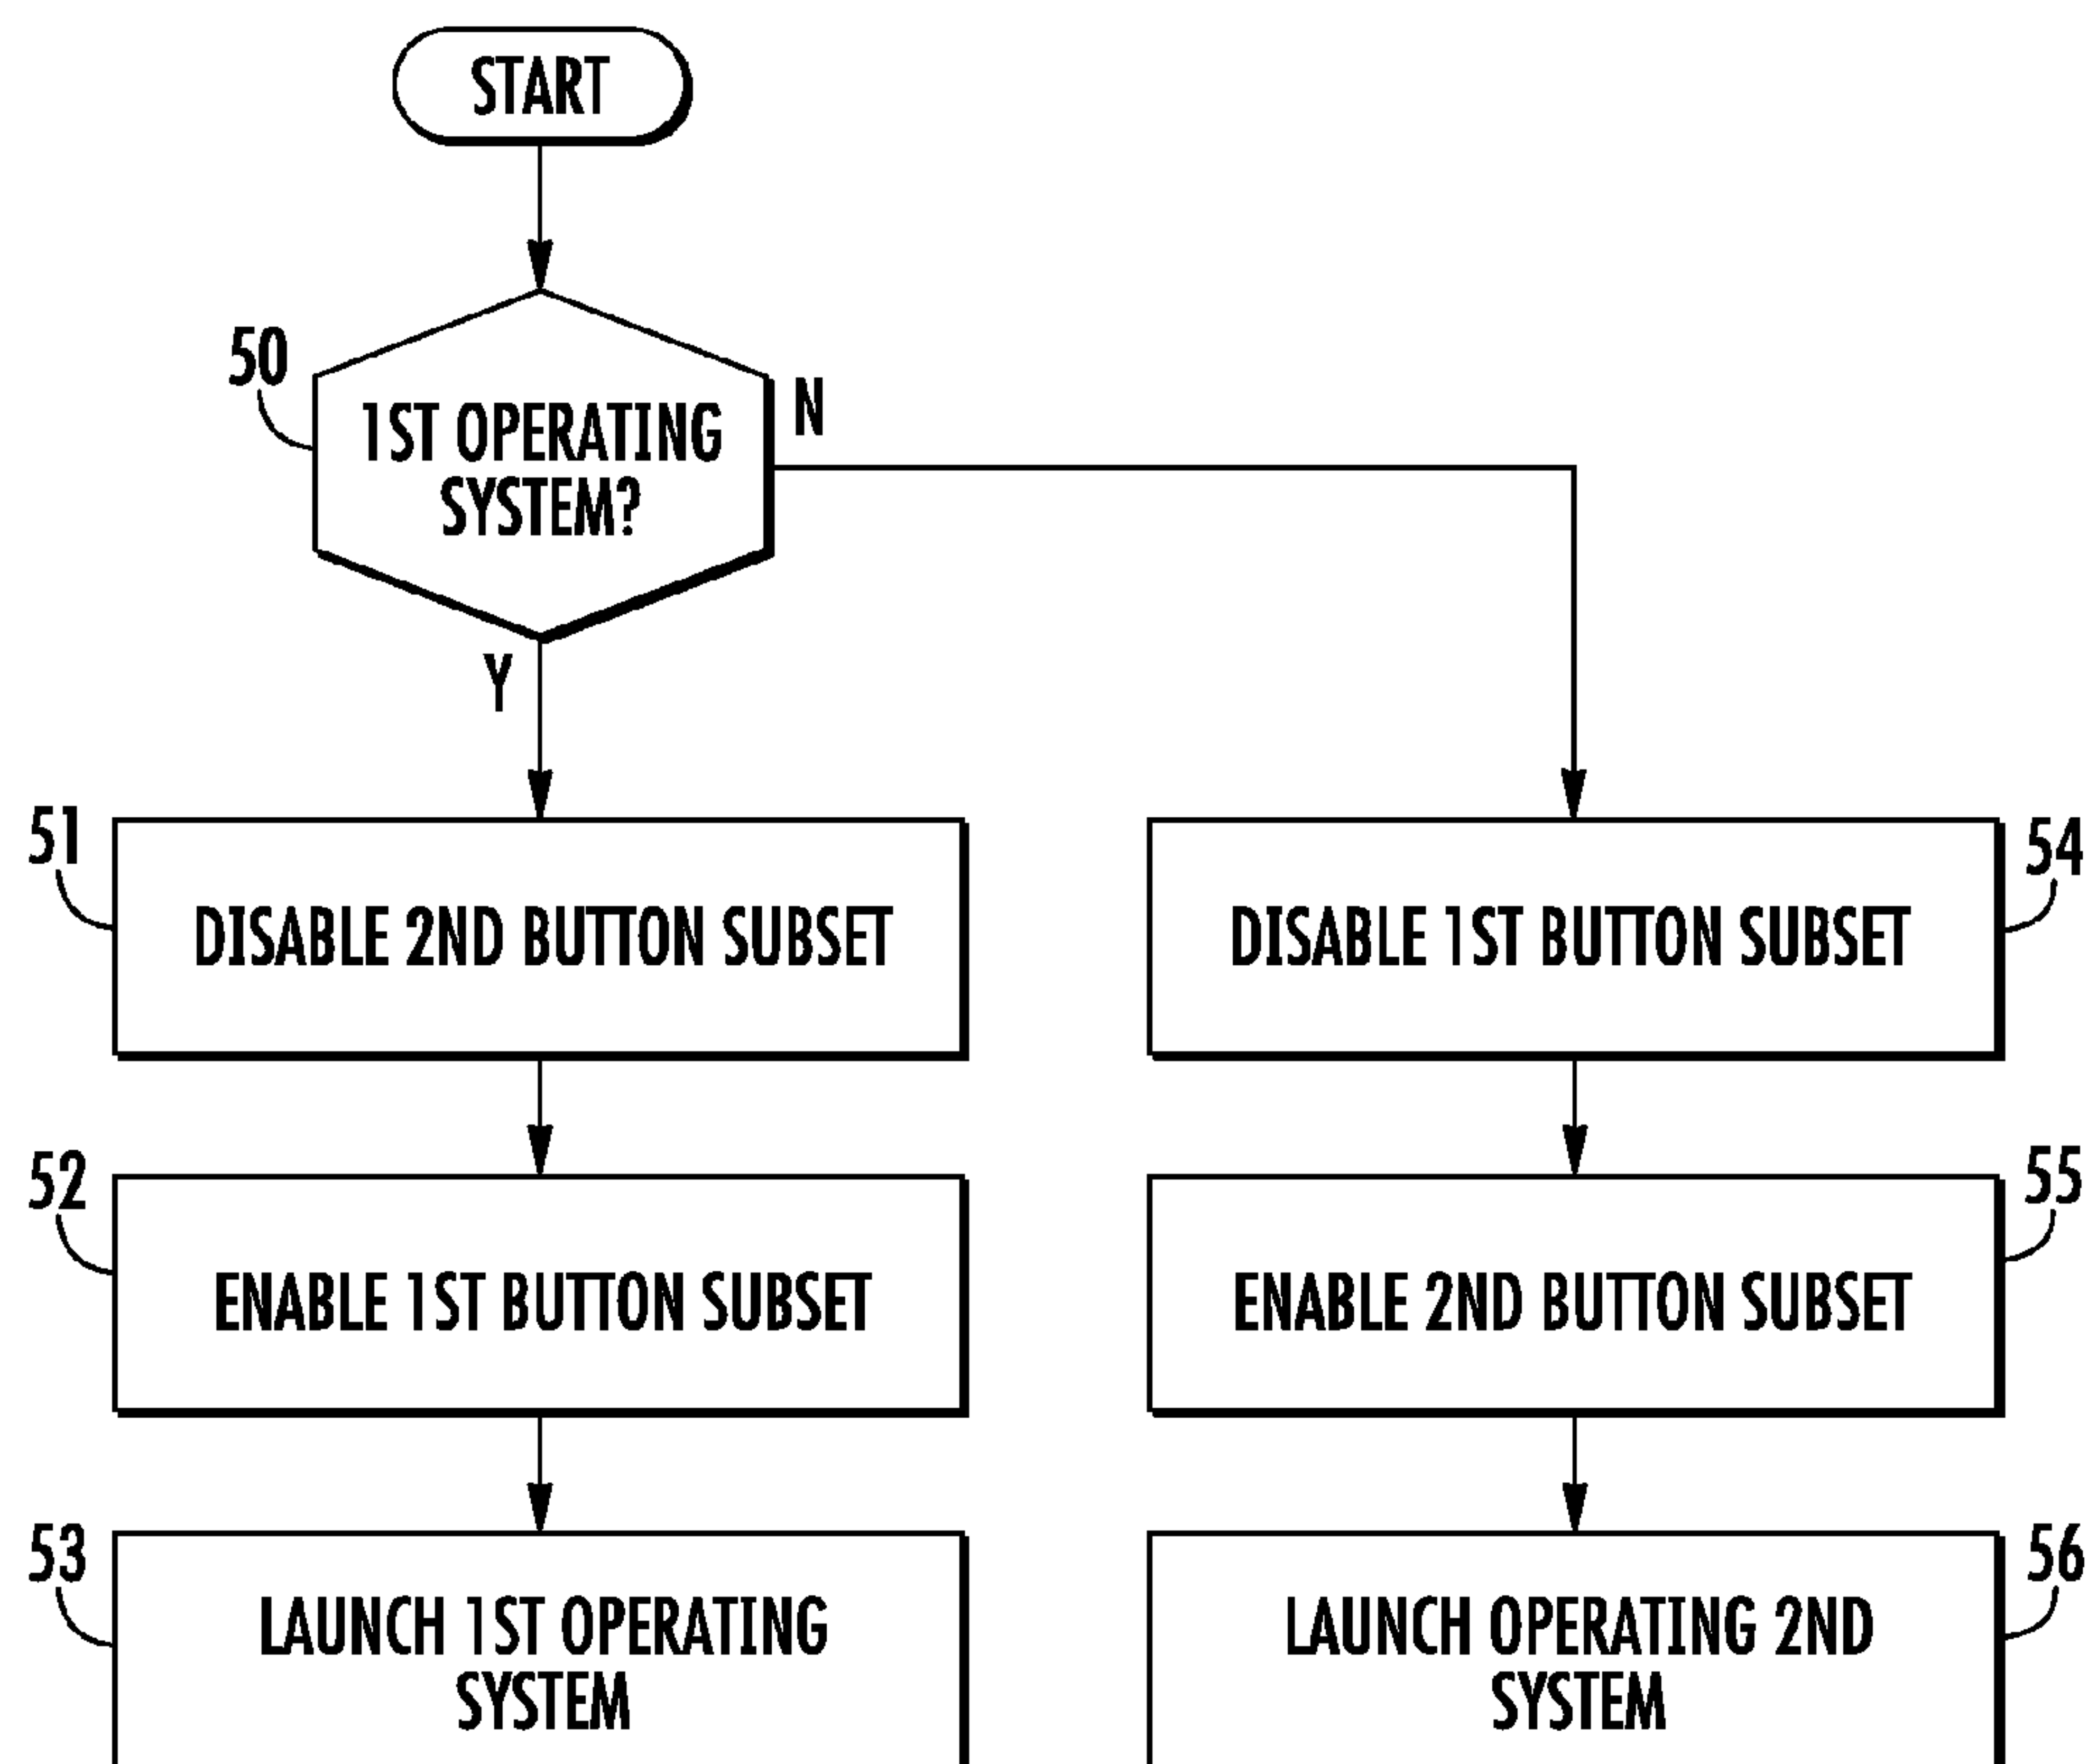 START
50
1ST OPERATING
SYSTEM?
N
Y
51
DISABLE 2ND BUTTON SUBSET
54
DISABLE 1ST BUTTON SUBSET
52
ENABLE 1ST BUTTON SUBSET
55
ENABLE 2ND BUTTON SUBSET
53
LAUNCH 1ST OPERATING
SYSTEM
56
LAUNCH OPERATING 2ND
SYSTEM